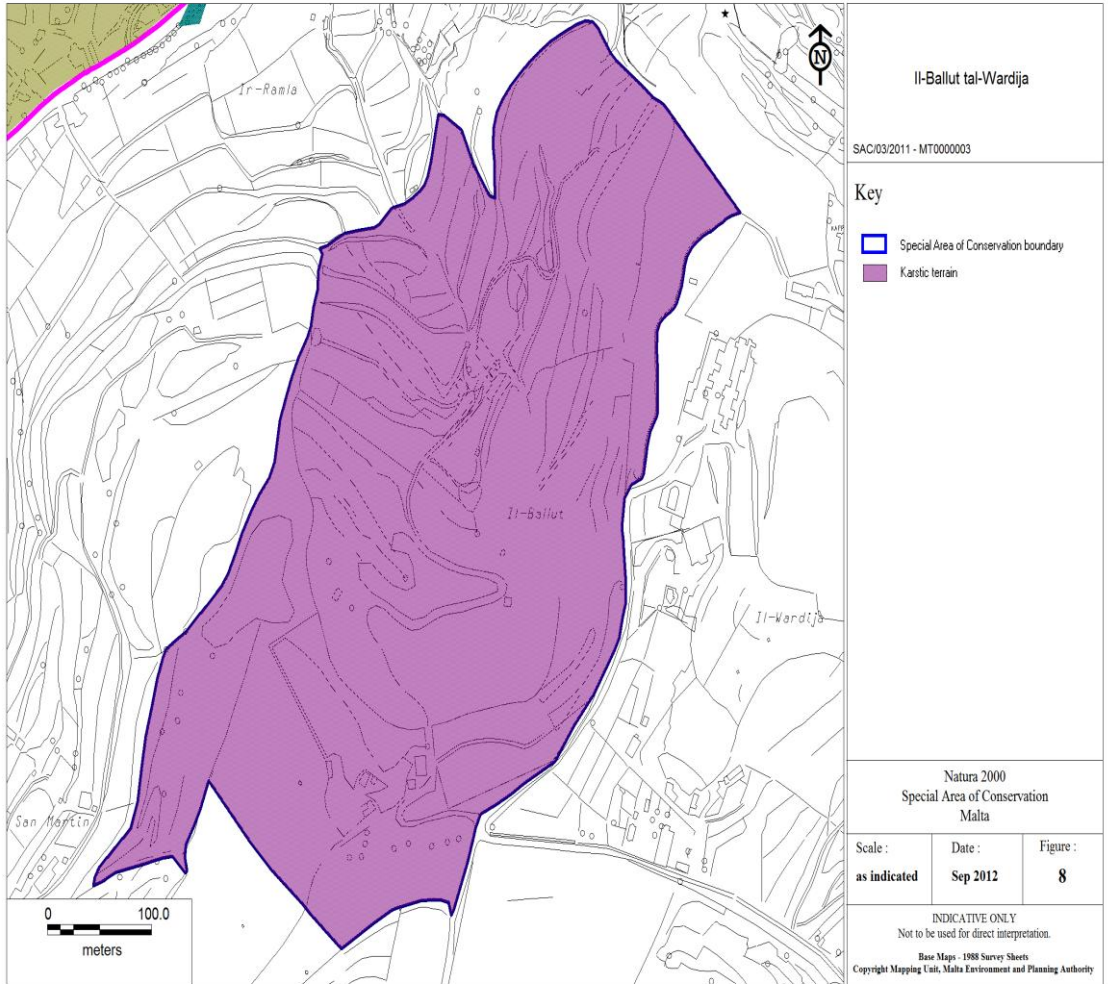 Ir-Ramla
N
Il-Ballut
Il-Wardija
San Martin
0 100.0
meters
Il-Ballut tal-Wardija
SAC/03/2011 - MT0000003
Key
Special Area of Conservation boundary
Karstic terrain
Natura 2000
Special Area of Conservation
Malta
Scale :
as indicated
Date :
Sep 2012
Figure :
8
INDICATIVE ONLY
Not to be used for direct interpretation.
Base Maps - 1988 Survey Sheets
Copyright Mapping Unit, Malta Environment and Planning Authority